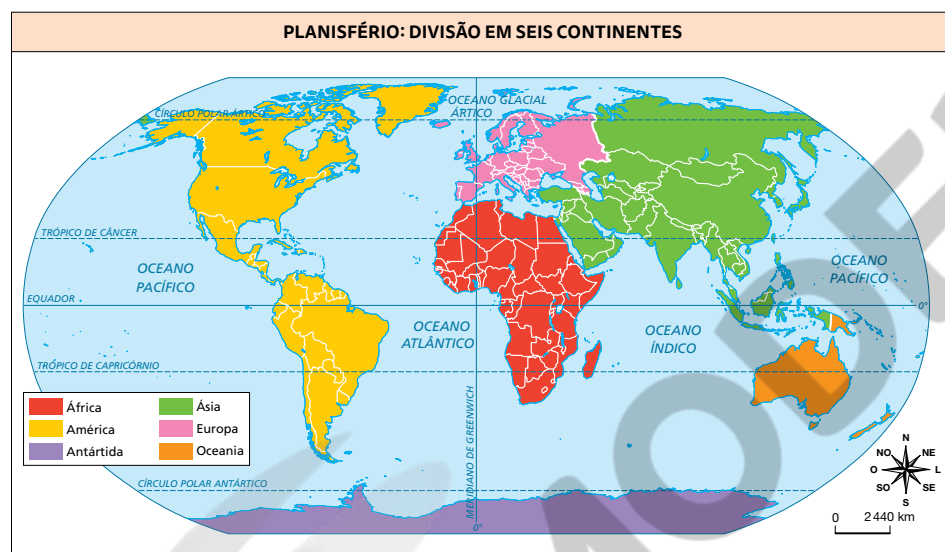 PLANISFÉRIO: DIVISÃO EM SEIS CONTINENTES
OCEANO GLACIAL
ÁRTICO
CÍRCULO POLAR ÁRTICO
TRÓPICO DE CÂNCER
OCEANO
PACÍFICO
OCEANO
PACÍFICO
EQUADOR
0°
OCEANO
ATLÂNTICO
OCEANO
ÍNDICO
TRÓPICO DE CAPRICÓRNIO
MERIDIANO DE GREENWICH
África
América
Antártida
Ásia
Europa
Oceania
CÍRCULO POLAR ANTÁRTICO
0°
N
NO
NE
O
L
SO
SE
S
0
2 440 km